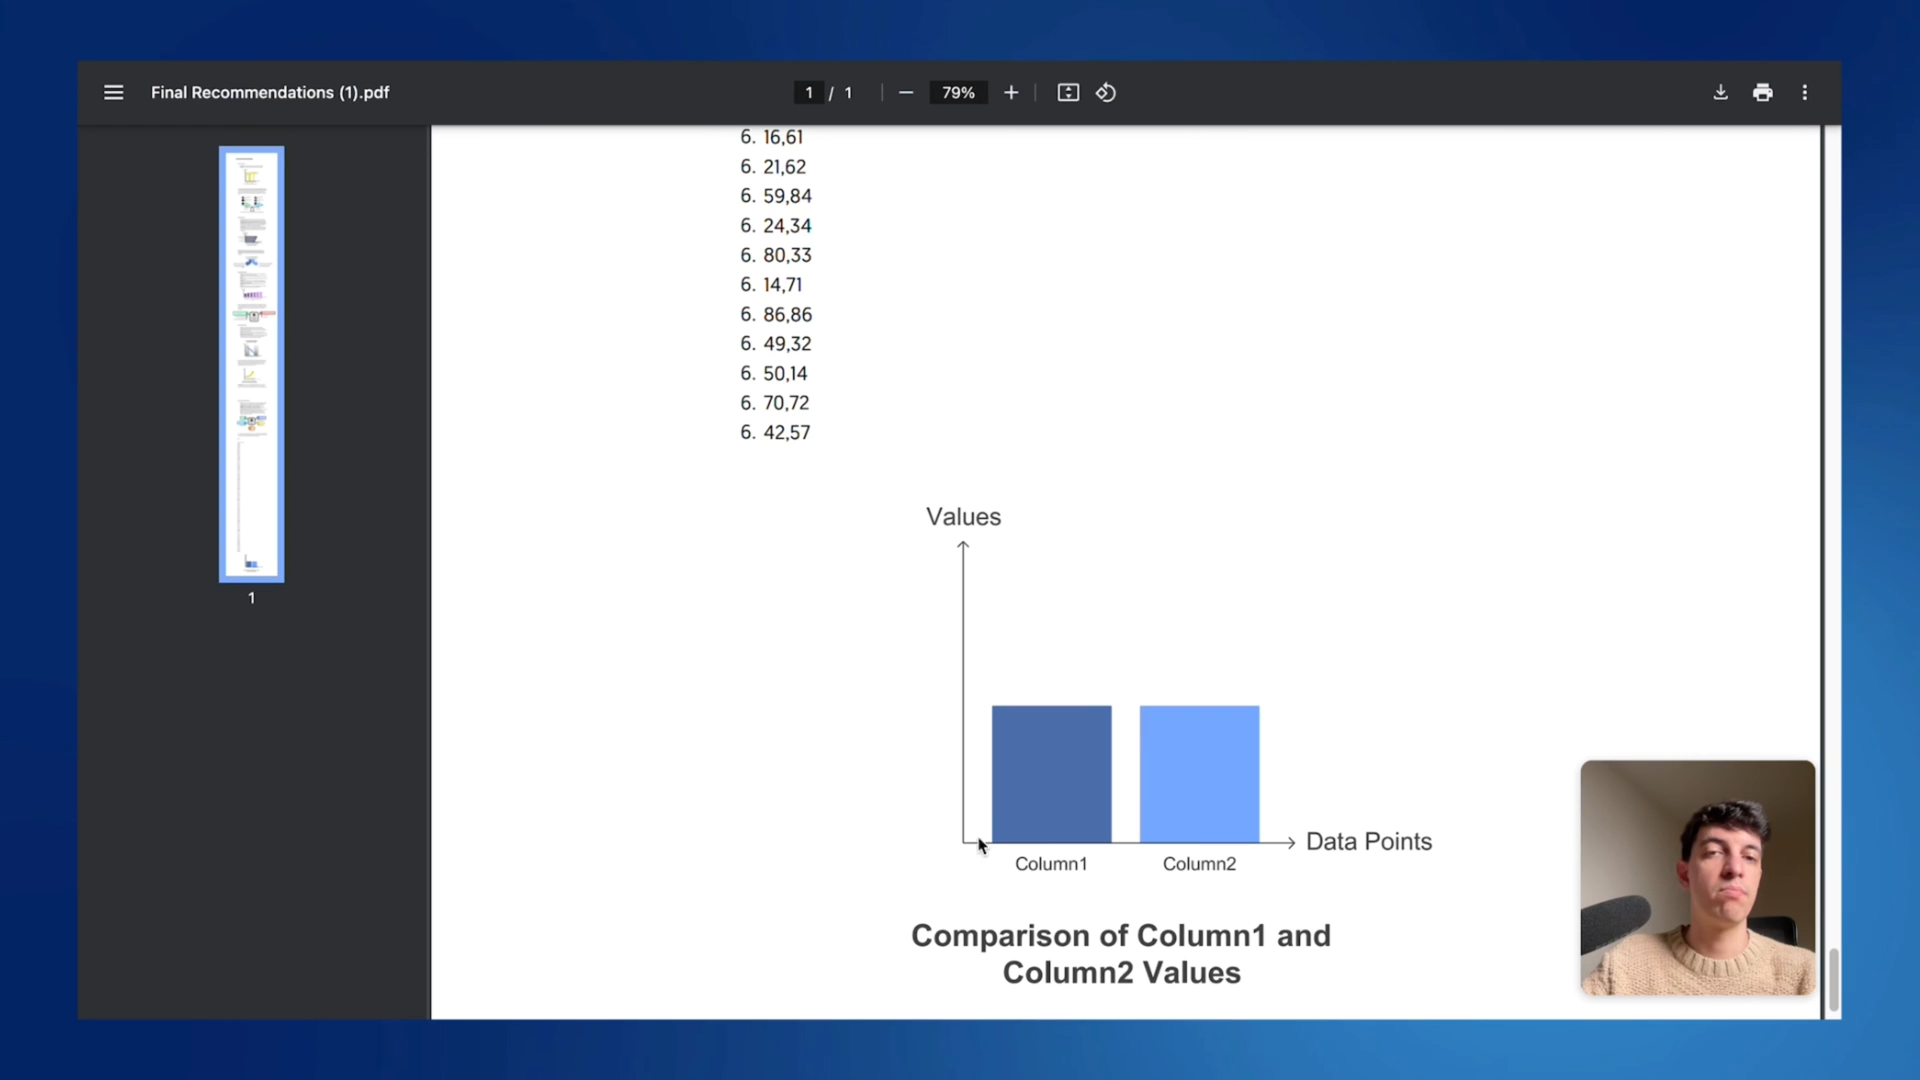 Final Recommendations (1).pdf
1 / 1
79%
6. 16,61
6. 21,62
6. 59,84
6. 24,34
6. 80,33
6. 14,71
6. 86,86
6. 49,32
6. 50,14
6. 70,72
6. 42,57
1
Values
Data Points
Column1
Column2
Comparison of Column1 and
Column2 Values